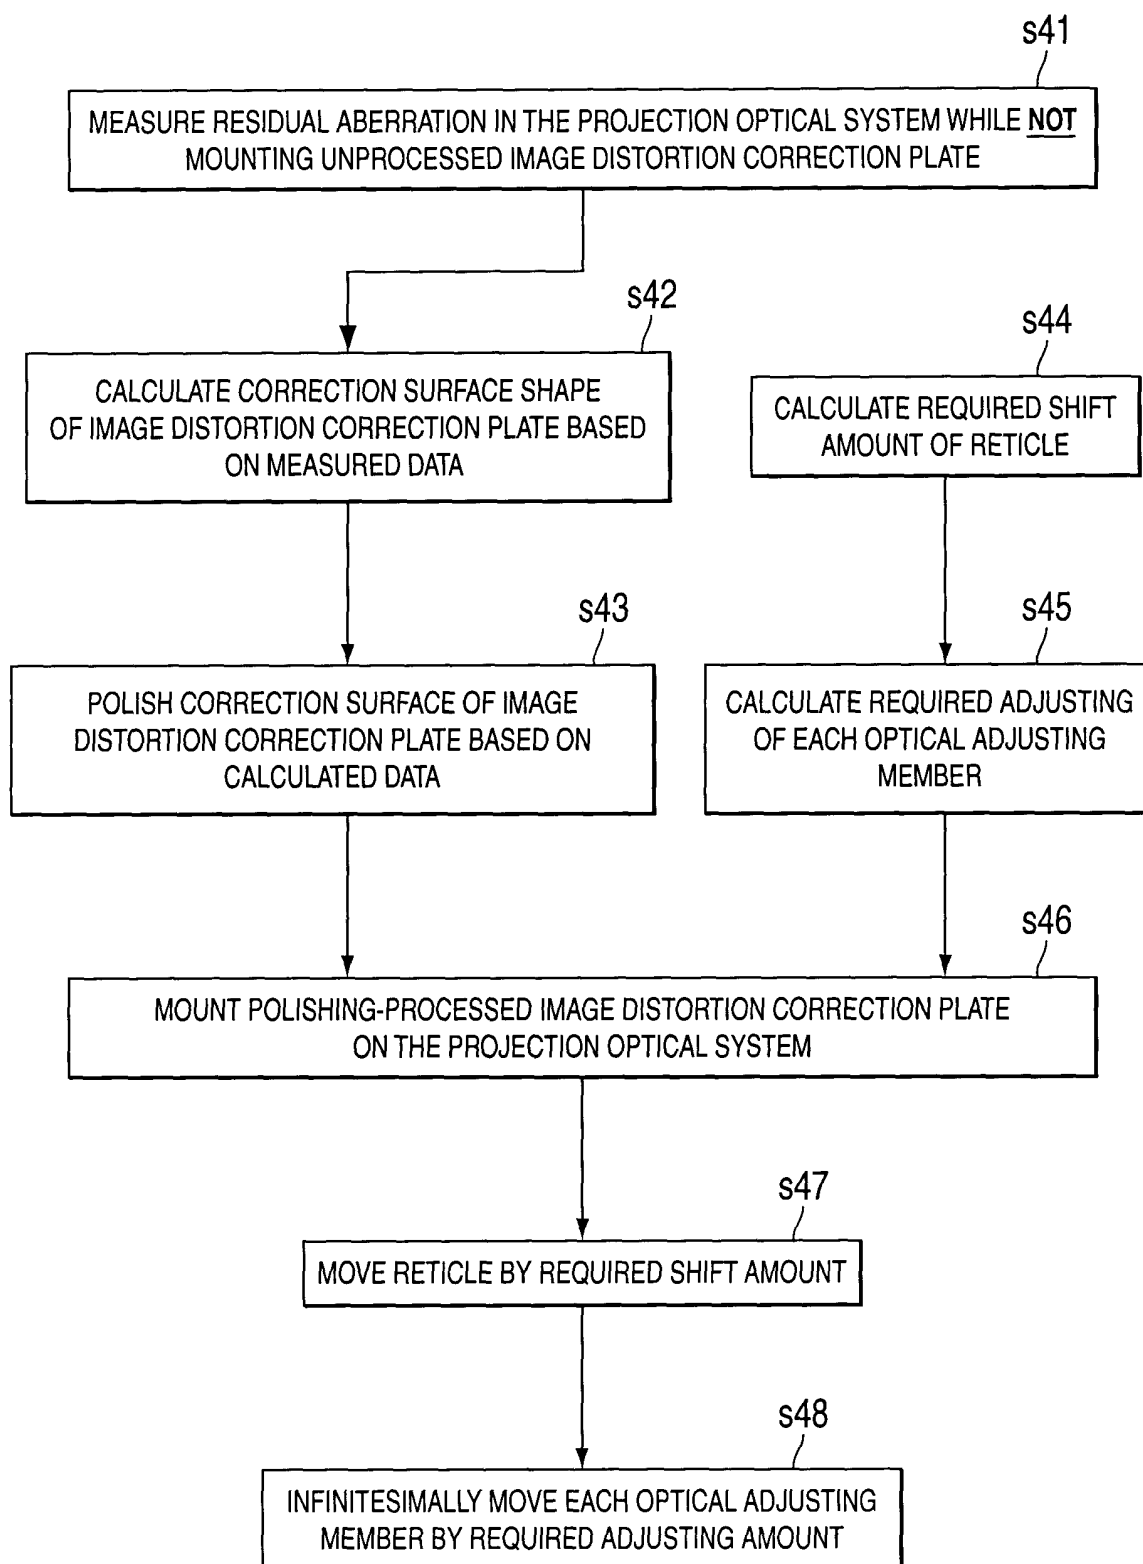 s41
MEASURE RESIDUAL ABERRATION IN THE PROJECTION OPTICAL SYSTEM WHILE NOT
MOUNTING UNPROCESSED IMAGE DISTORTION CORRECTION PLATE
s42
CALCULATE CORRECTION SURFACE SHAPE
OF IMAGE DISTORTION CORRECTION PLATE BASED
ON MEASURED DATA
s44
CALCULATE REQUIRED SHIFT
AMOUNT OF RETICLE
s43
POLISH CORRECTION SURFACE OF IMAGE
DISTORTION CORRECTION PLATE BASED ON
CALCULATED DATA
s45
CALCULATE REQUIRED ADJUSTING
OF EACH OPTICAL ADJUSTING
MEMBER
s46
MOUNT POLISHING-PROCESSED IMAGE DISTORTION CORRECTION PLATE
ON THE PROJECTION OPTICAL SYSTEM
s47
MOVE RETICLE BY REQUIRED SHIFT AMOUNT
s48
INFINITESIMALLY MOVE EACH OPTICAL ADJUSTING
MEMBER BY REQUIRED ADJUSTING AMOUNT